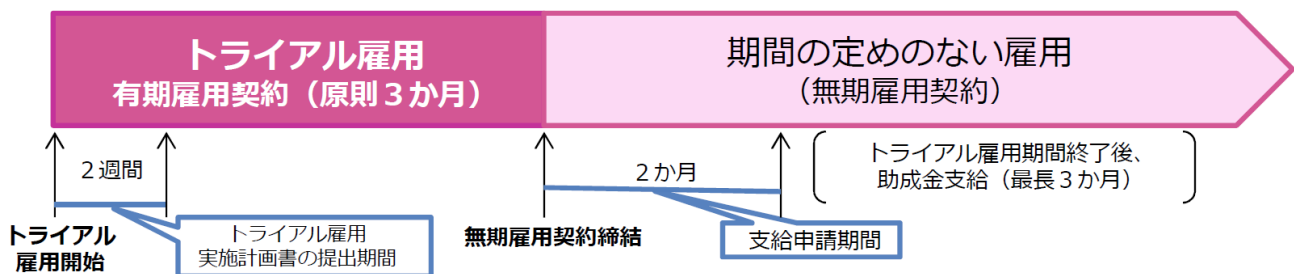 トライアル雇用
有期雇用契約（原則３か月）
期間の定めのない雇用
（無期雇用契約）
２週間
２か月
トライアル雇用期間終了後、
助成金支給（最長３か月）
トライアル
雇用開始
トライアル雇用
実施計画書の提出期間
無期雇用契約締結
支給申請期間